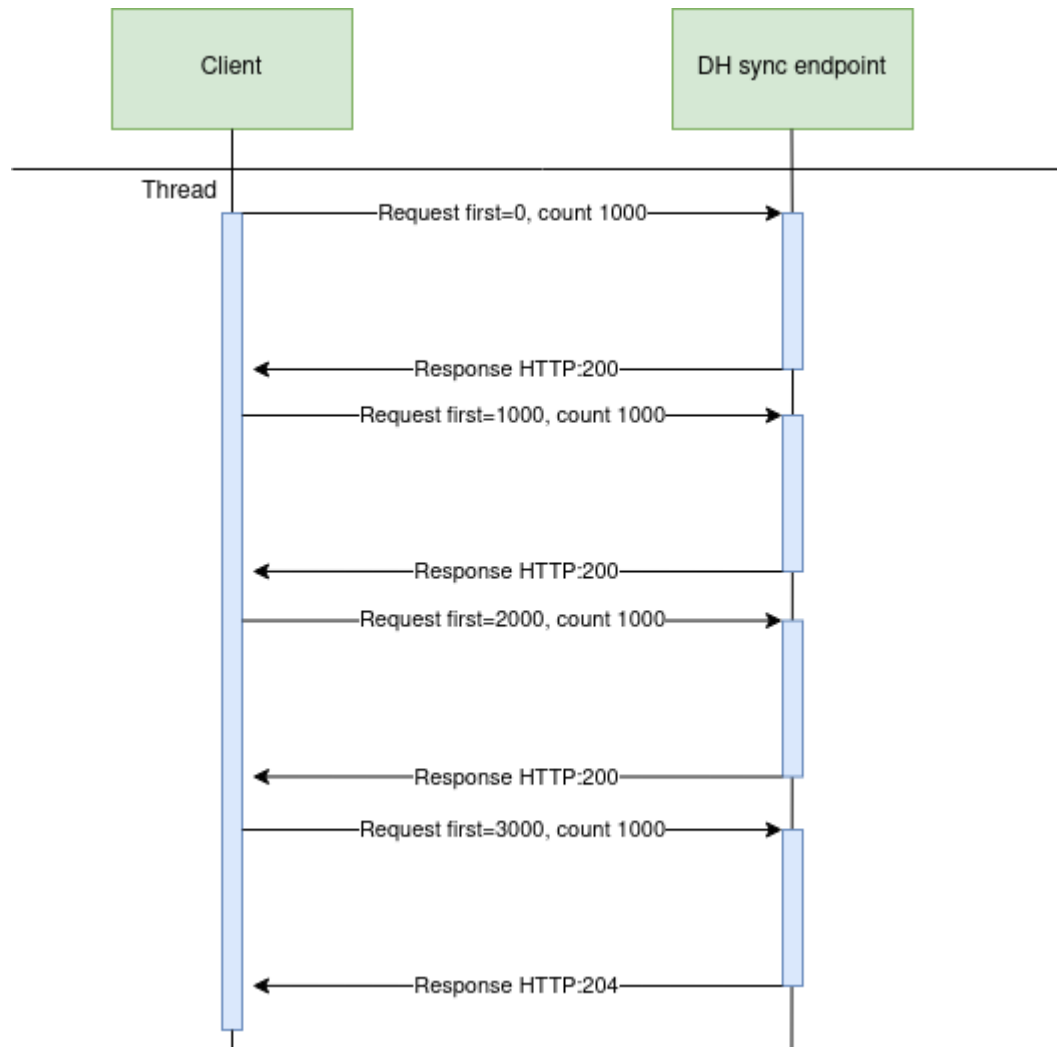 Client
DH sync endpoint
Thread
Request first=0, count 1000
Response HTTP:200
Request first=1000, count 1000
Response HTTP:200
Request first=2000, count 1000
Response HTTP:200
Request first=3000, count 1000
Response HTTP:204